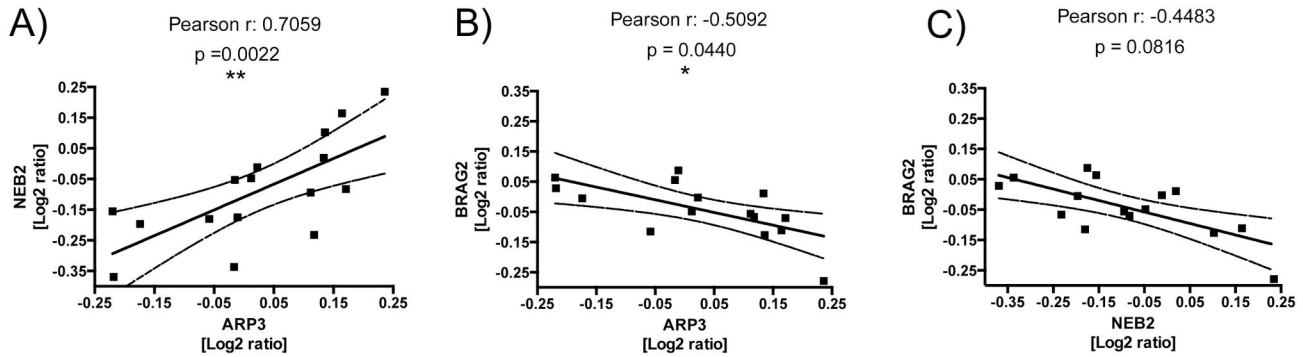 A)
Pearson r: 0.7059
p =0.0022
**
0.25
0.15
0.05
-0.05
-0.15
-0.25
-0.35
NEB2
[Log2 ratio]
-0.25 -0.15 -0.05 0.05 0.15 0.25
ARP3
[Log2 ratio]
B)
Pearson r: -0.5092
p = 0.0440
*
0.35
0.25
0.15
0.05
-0.05
-0.15
-0.25
BRAG2
[Log2 ratio]
-0.25 -0.15 -0.05 0.05 0.15 0.25
ARP3
[Log2 ratio]
C)
Pearson r: -0.4483
p = 0.0816
0.35
0.25
0.15
0.05
-0.05
-0.15
-0.25
BRAG2
[Log2 ratio]
-0.35 -0.25 -0.15 -0.05 0.05 0.15 0.25
NEB2
[Log2 ratio]